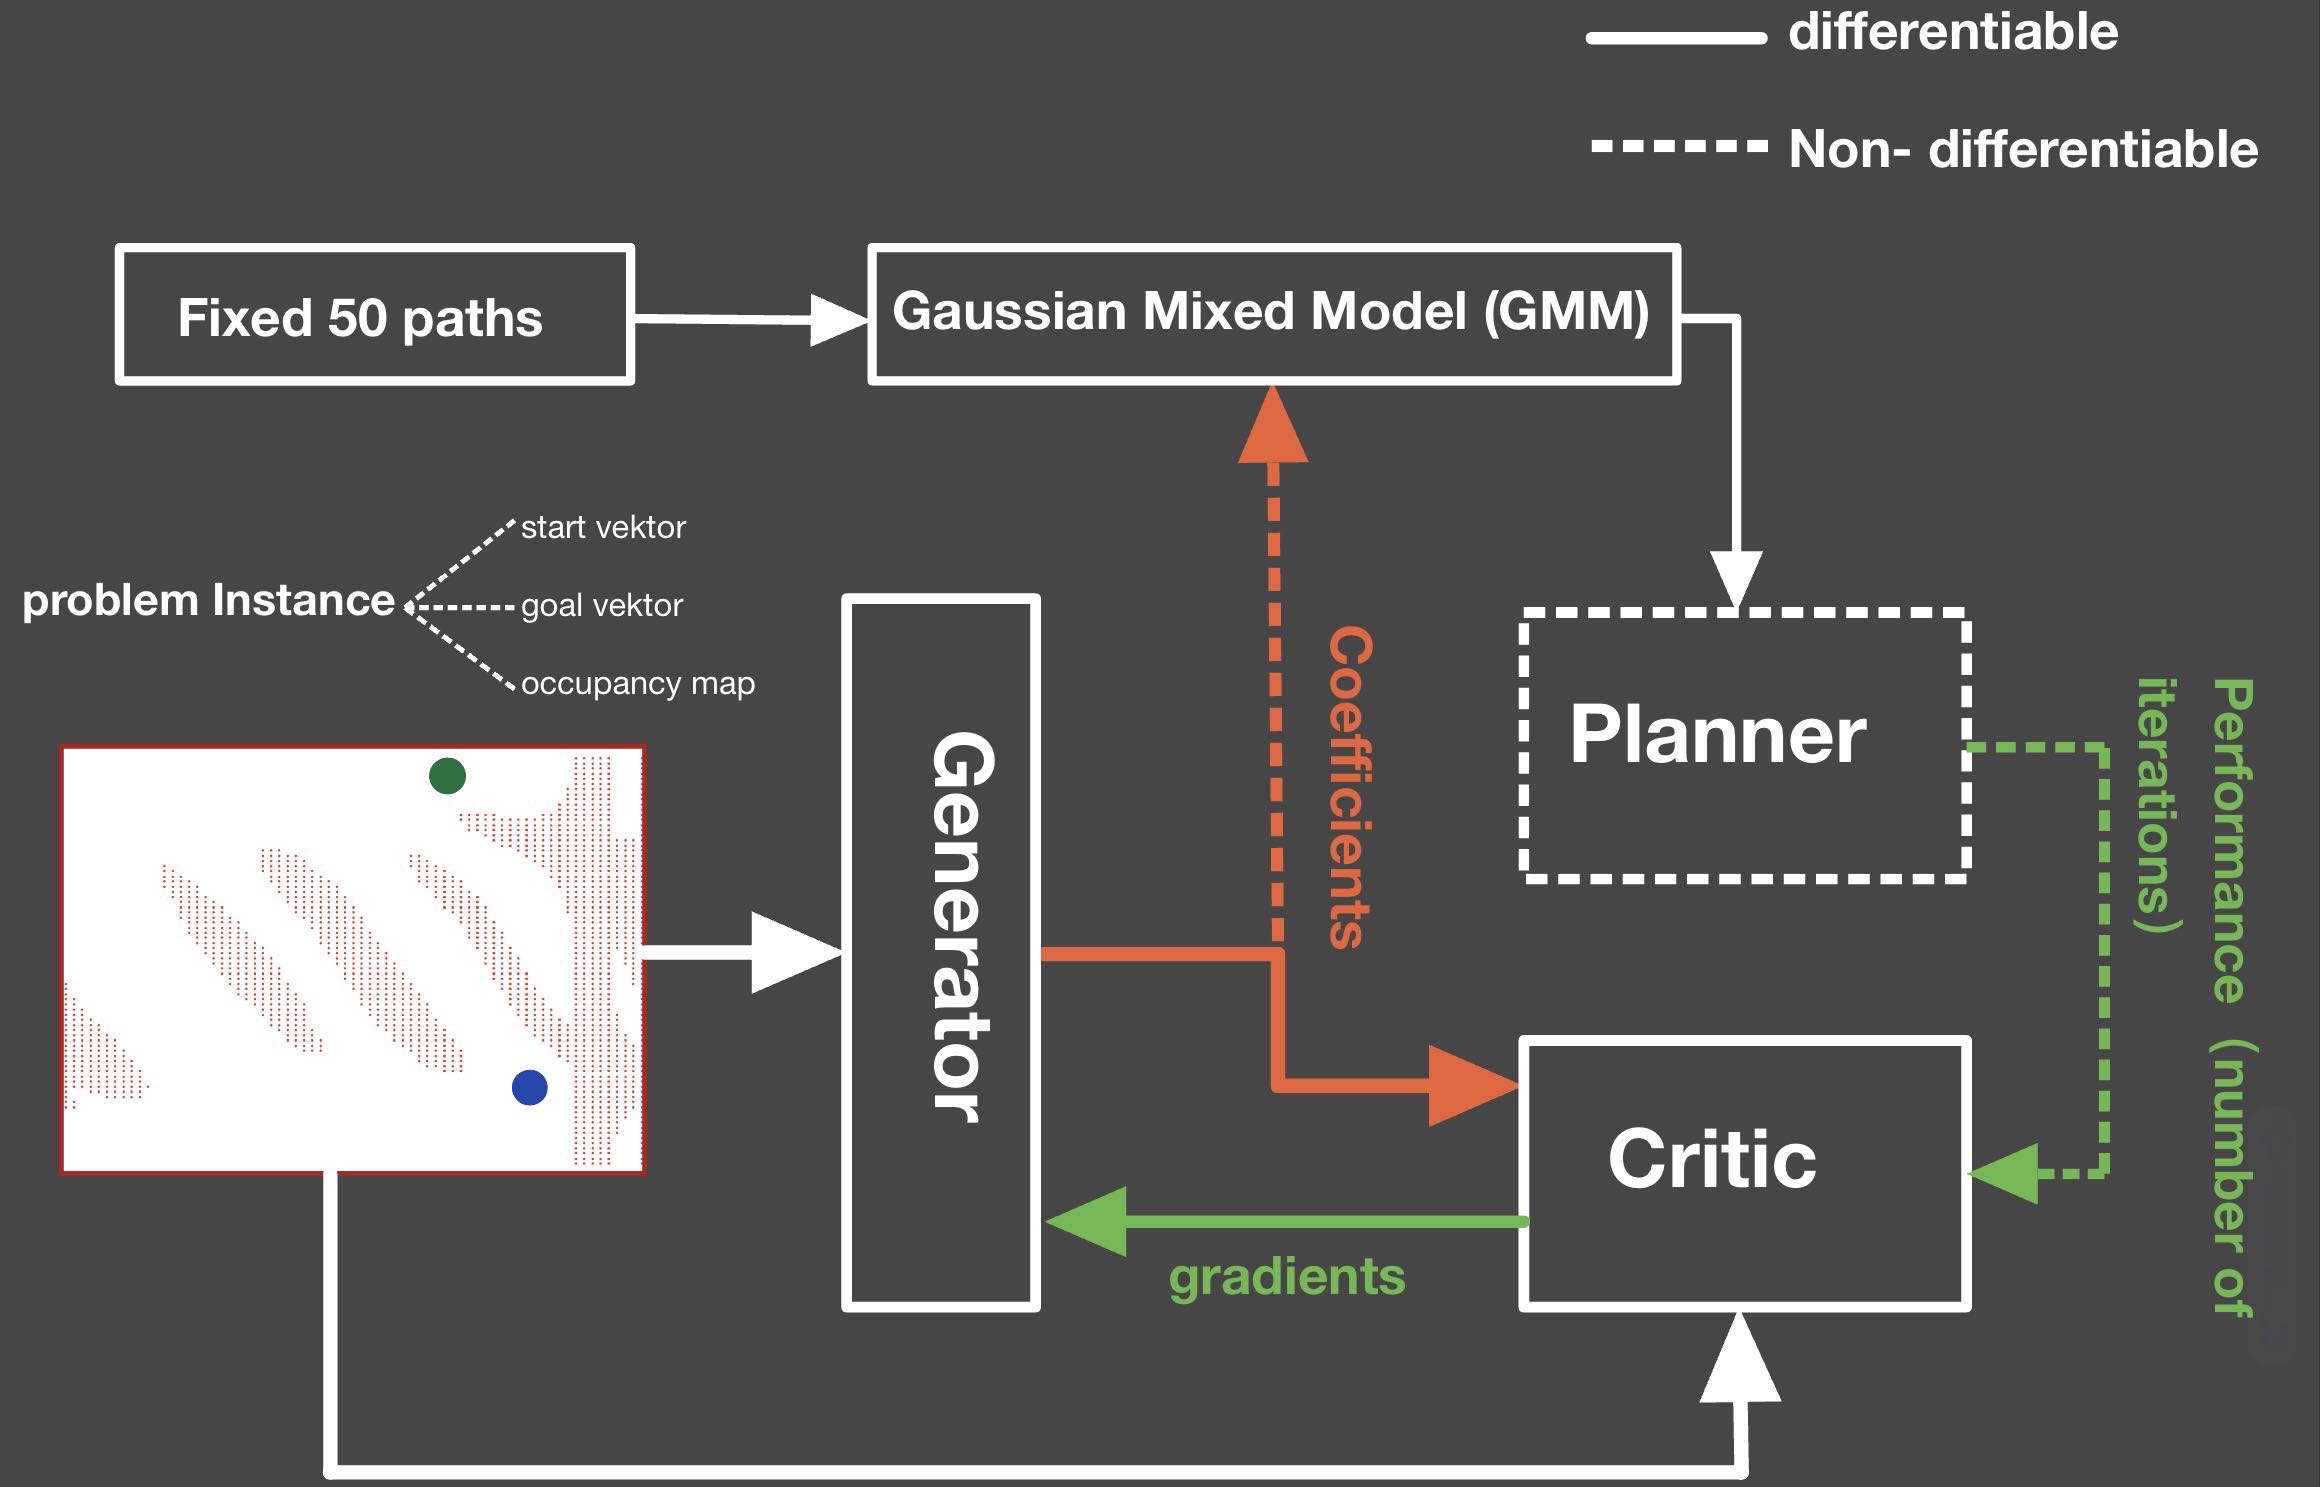 differentiable
Non- differentiable
Fixed 50 paths
Gaussian Mixed Model (GMM)
start vektor
problem Instance
goal vektor
occupancy map
Generator
Coefficients
Planner
Performance (number of
iterations)
Critic
gradients